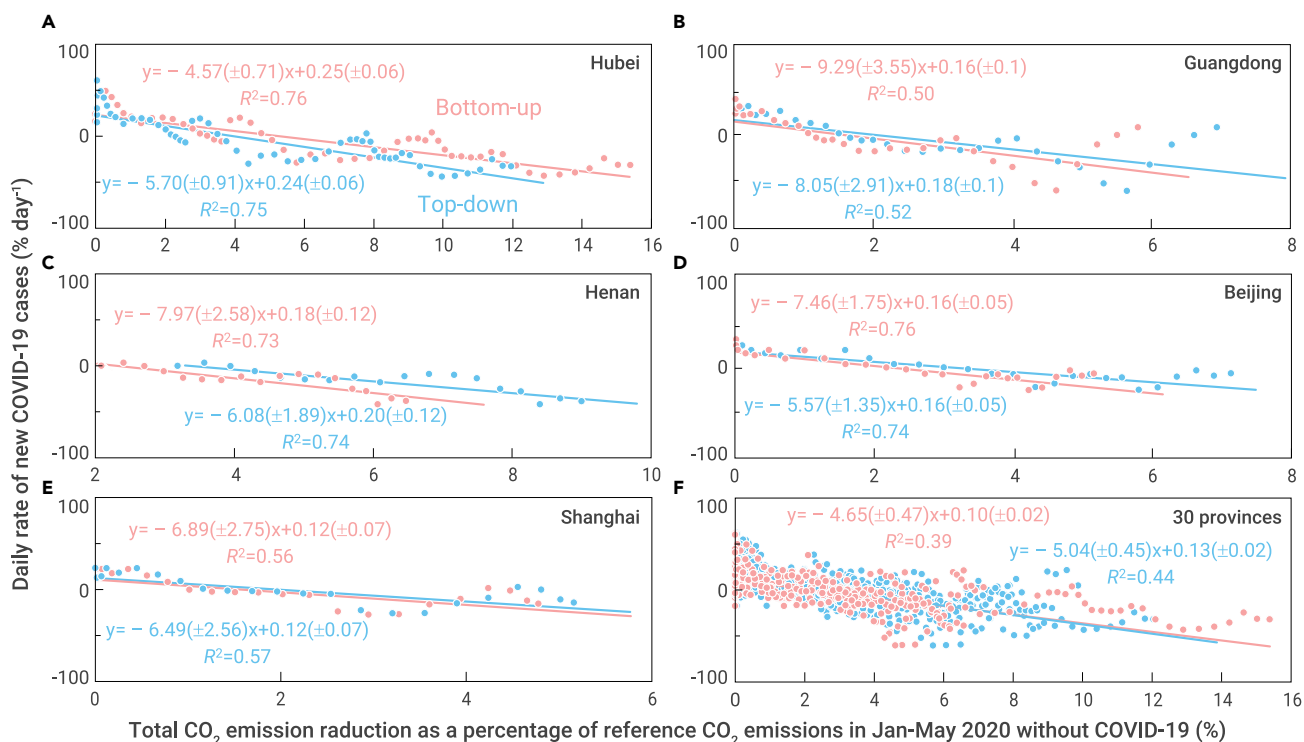 A
100
0
-100
Hubei
y= − 4.57(±0.71)x+0.25(±0.06)
R²=0.76
Bottom-up
y= − 5.70(±0.91)x+0.24(±0.06)
R²=0.75
Top-down
0 2 4 6 8 10 12 14 16
B
100
0
-100
Guangdong
y= − 9.29(±3.55)x+0.16(±0.1)
R²=0.50
y= − 8.05(±2.91)x+0.18(±0.1)
R²=0.52
0 2 4 6 8
C
100
0
-100
Henan
y= − 7.97(±2.58)x+0.18(±0.12)
R²=0.73
y= − 6.08(±1.89)x+0.20(±0.12)
R²=0.74
2 4 6 8 10
D
100
0
-100
Beijing
y= − 7.46(±1.75)x+0.16(±0.05)
R²=0.76
y= − 5.57(±1.35)x+0.16(±0.05)
R²=0.74
0 2 4 6 8
E
100
0
-100
Shanghai
y= − 6.89(±2.75)x+0.12(±0.07)
R²=0.56
y= − 6.49(±2.56)x+0.12(±0.07)
R²=0.57
0 2 4 6
F
100
0
-100
30 provinces
y= − 4.65(±0.47)x+0.10(±0.02)
R²=0.39
y= − 5.04(±0.45)x+0.13(±0.02)
R²=0.44
0 2 4 6 8 10 12 14 16
Daily rate of new COVID-19 cases (% day⁻¹)
Total CO₂ emission raduction as a percentage of reference CO₂ emissions in Jan-May 2020 without COVID-19 (%)